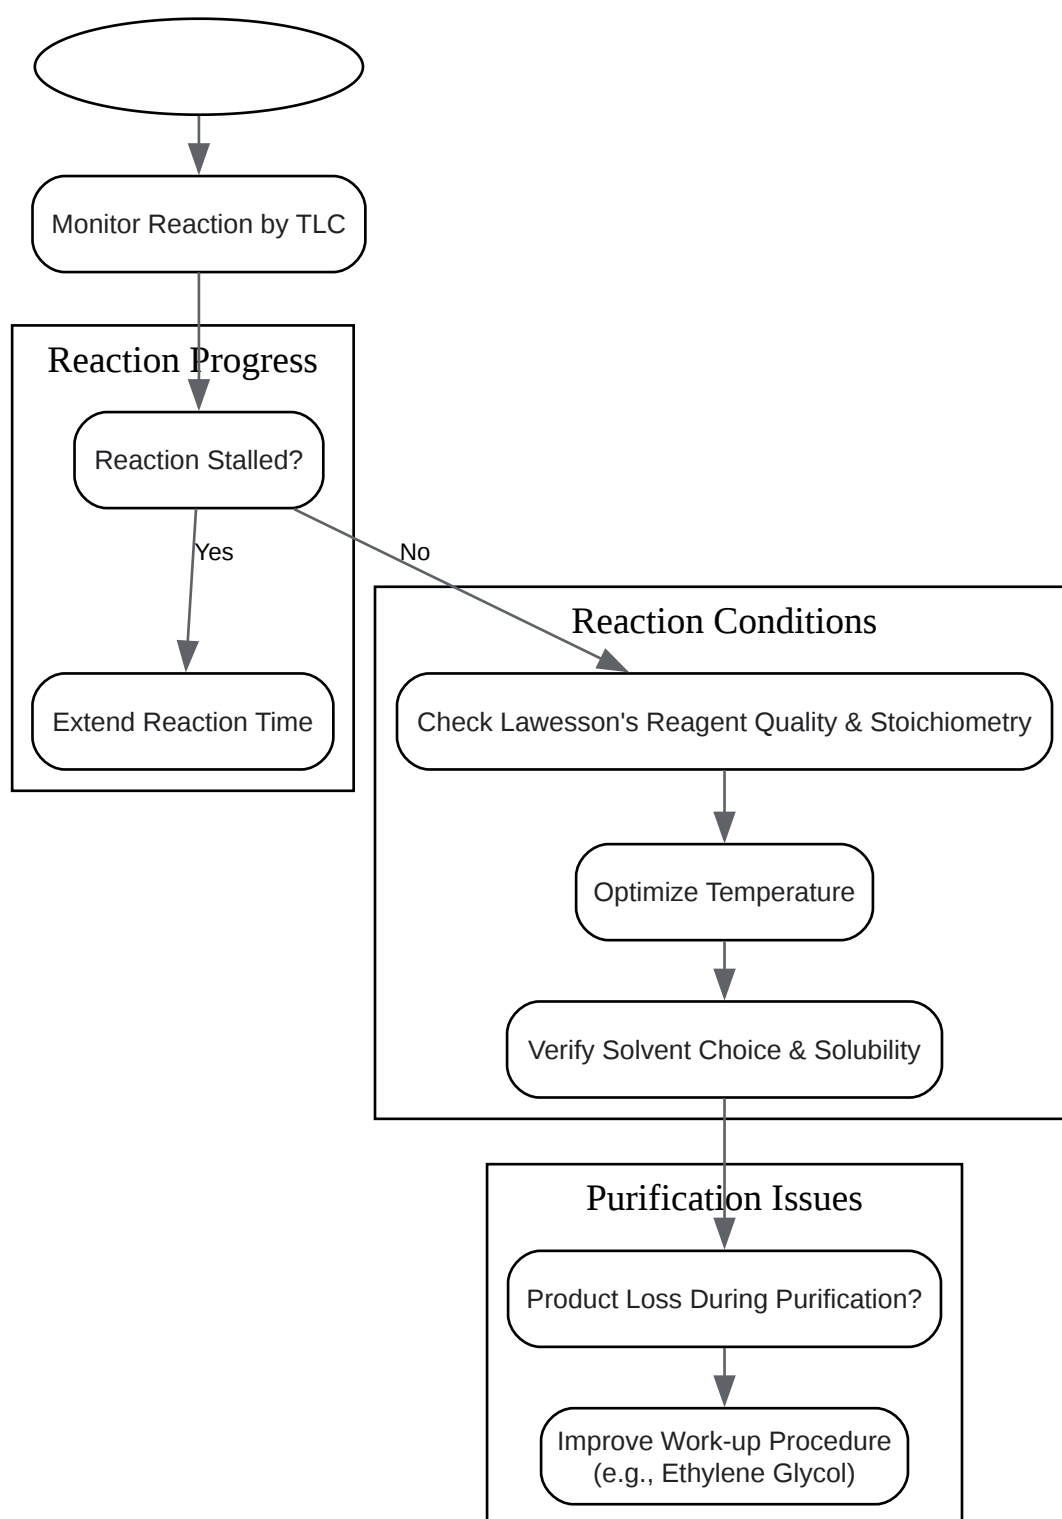 Monitor Reaction by TLC
Reaction Progress
Reaction Stalled?
Yes
No
Extend Reaction Time
Reaction Conditions
Check Lawesson's Reagent Quality & Stoichiometry
Optimize Temperature
Verify Solvent Choice & Solubility
Purification Issues
Product Loss During Purification?
Improve Work-up Procedure
(e.g., Ethylene Glycol)